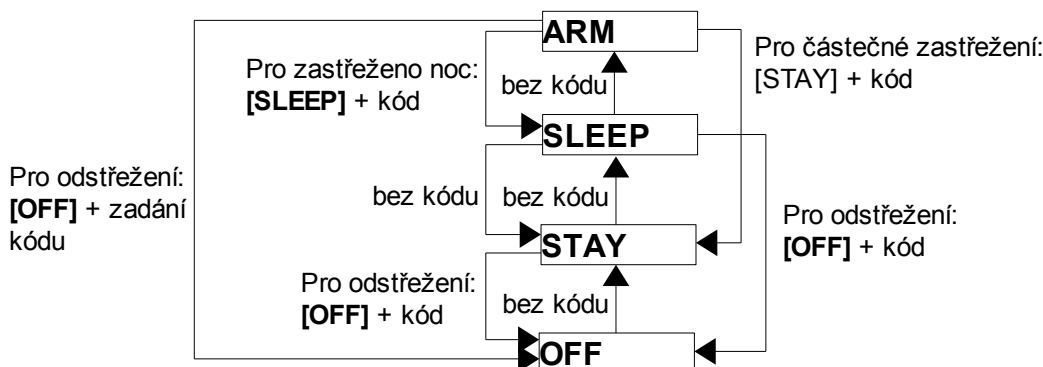 ARM
Pro zastřeženo noc:
[SLEEP] + kód
bez kódu
Pro částečné zastřežení:
[STAY] + kód
SLEEP
Pro odstřežení:
[OFF] + zadání
kódu
bez kódu
bez kódu
Pro odstřežení:
[OFF] + kód
STAY
Pro odstřežení:
[OFF] + kód
bez kódu
OFF